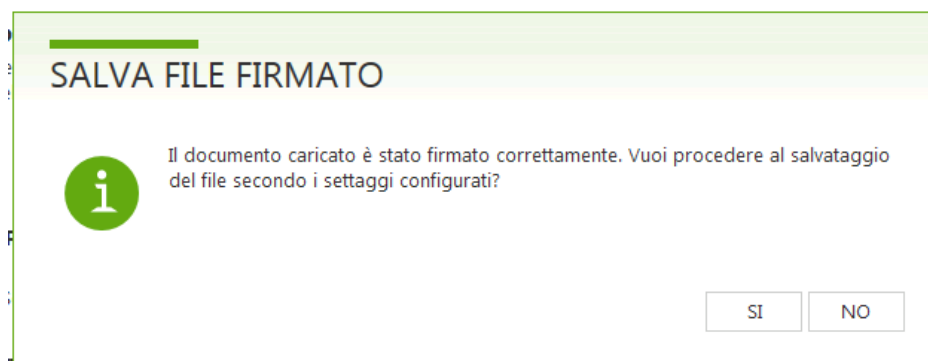 SALVA FILE FIRMATO
Il documento caricato è stato firmato correttamente. Vuoi procedere al salvataggio
del file secondo i settaggi configurati?
SI NO